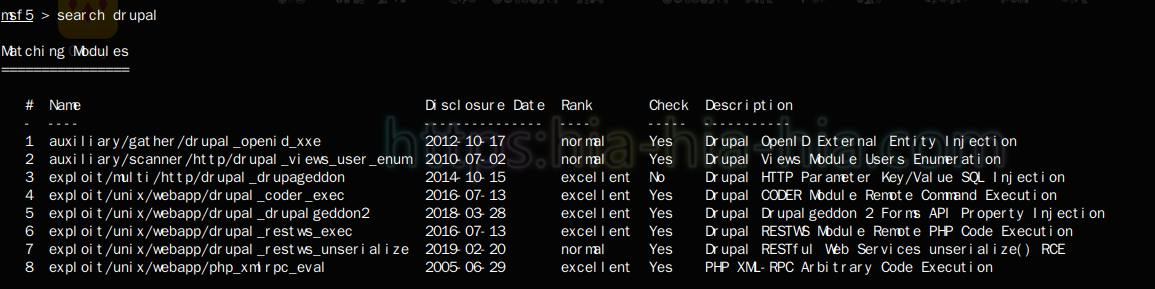 msf5 > search drupal
Matching Modules
================
# Name Disclosure Date Rank Check Description
- ---- --------------- ---- ----- -----------
1 auxiliary/gather/drupal_openid_xxe 2012-10-17 normal Yes Drupal OpenID External Entity Injection
2 auxiliary/scanner/http/drupal_views_user_enum 2010-07-02 normal Yes Drupal Views Module Users Enumeration
3 exploit/multi/http/drupal_drupageddon 2014-10-15 excellent No Drupal HTTP Parameter Key/Value SQL Injection
4 exploit/unix/webapp/drupal_coder_exec 2016-07-13 excellent Yes Drupal CODER Module Remote Command Execution
5 exploit/unix/webapp/drupal_drupalgeddon2 2018-03-28 excellent Yes Drupal Drupalgeddon 2 Forms API Property Injection
6 exploit/unix/webapp/drupal_restws_exec 2016-07-13 excellent Yes Drupal RESTWS Module Remote PHP Code Execution
7 exploit/unix/webapp/drupal_restws_unserialize 2019-02-20 normal Yes Drupal RESTful Web Services unserialize() RCE
8 exploit/unix/webapp/php_xmlrpc_eval 2005-06-29 excellent Yes PHP XML-RPC Arbitrary Code Execution
https:hia-hia-hia.com